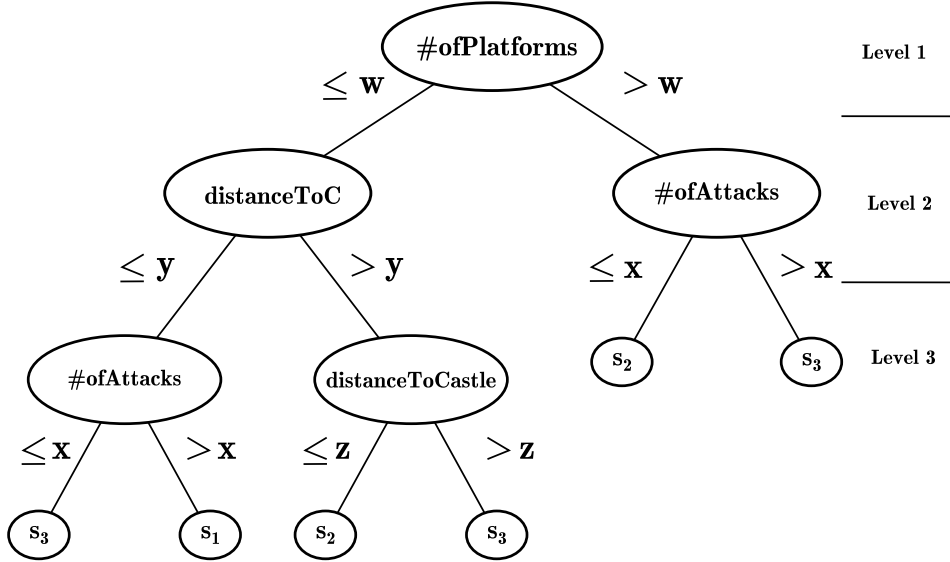 #ofPlatforms
Level 1
≤ w
> w
distanceToC
#ofAttacks
Level 2
≤ y
> y
≤ x
> x
s₂
s₃
Level 3
#ofAttacks
distanceToCastle
≤ x
> x
≤ z
> z
s₃
s₁
s₂
s₃